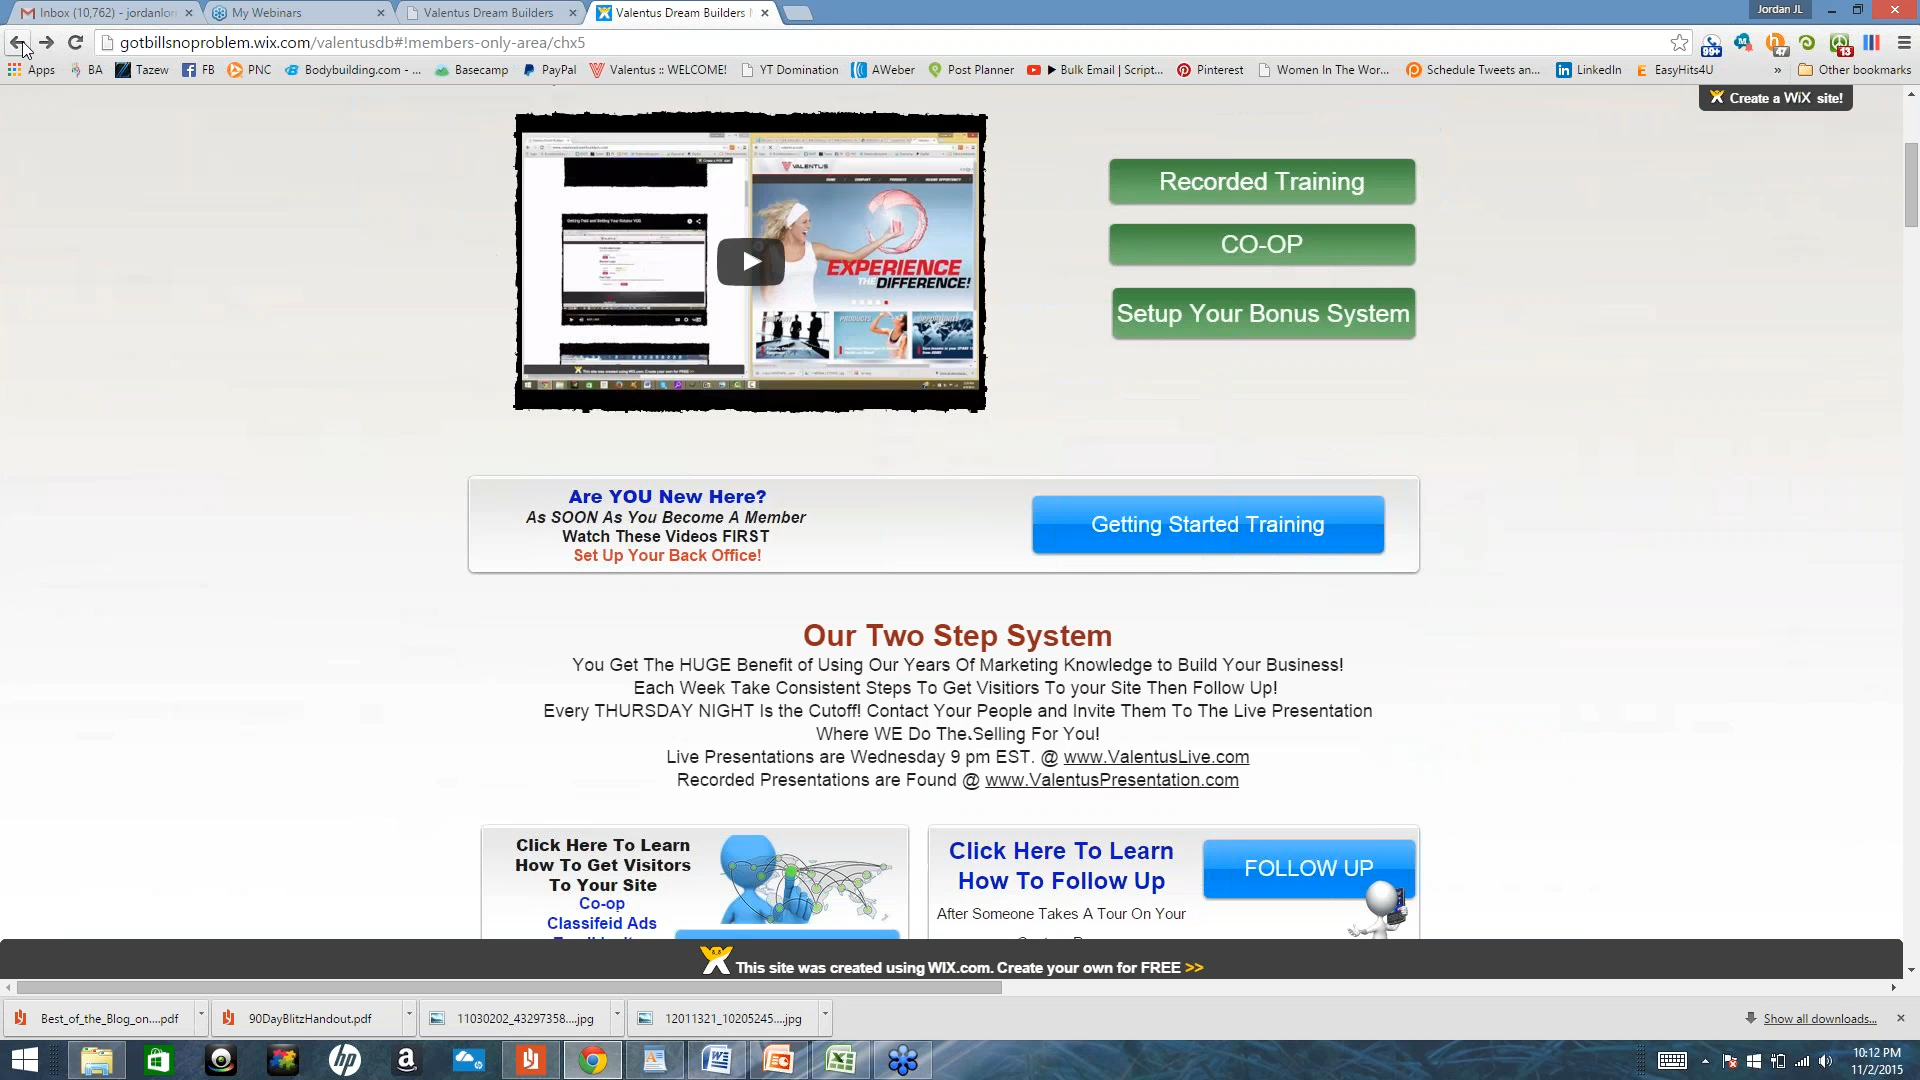 Inbox (10,762) - jordanlor
My Webinars
Valentus Dream Builders
Valentus Dream Builders
Jordan JL
gotbillsnoproblem.wix.com/valentusdb#!members-only-area/chx5
99+
47
13
Apps
BA
Tazew
FB
PNC
Bodybuilding.com - ...
Basecamp
PayPal
Valentus :: WELCOME!
YT Domination
AWeber
Post Planner
▶ Bulk Email | Script...
Pinterest
Women In The Wor...
Schedule Tweets an...
LinkedIn
EasyHits4U
»
Other bookmarks
Create a WiX site!
VALENTUS
EXPERIENCE
THE DIFFERENCE!
Recorded Training
CO-OP
Setup Your Bonus System
Are YOU New Here?
As SOON As You Become A Member
Watch These Videos FIRST
Set Up Your Back Office!
Getting Started Training
Our Two Step System
You Get The HUGE Benefit of Using Our Years Of Marketing Knowledge to Build Your Business!
Each Week Take Consistent Steps To Get Visitiors To your Site Then Follow Up!
Every THURSDAY NIGHT Is the Cutoff! Contact Your People and Invite Them To The Live Presentation
Where WE Do The Selling For You!
Live Presentations are Wednesday 9 pm EST. @ www.ValentusLive.com
Recorded Presentations are Found @ www.ValentusPresentation.com
Click Here To Learn
How To Get Visitors
To Your Site
Co-op
Classifeid Ads
Click Here To Learn
How To Follow Up
FOLLOW UP
After Someone Takes A Tour On Your
This site was created using WIX.com. Create your own for FREE >>
Best_of_the_Blog_on....pdf
90DayBlitzHandout.pdf
11030202_43297358....jpg
12011321_10205245....jpg
Show all downloads...
10:12 PM
11/2/2015